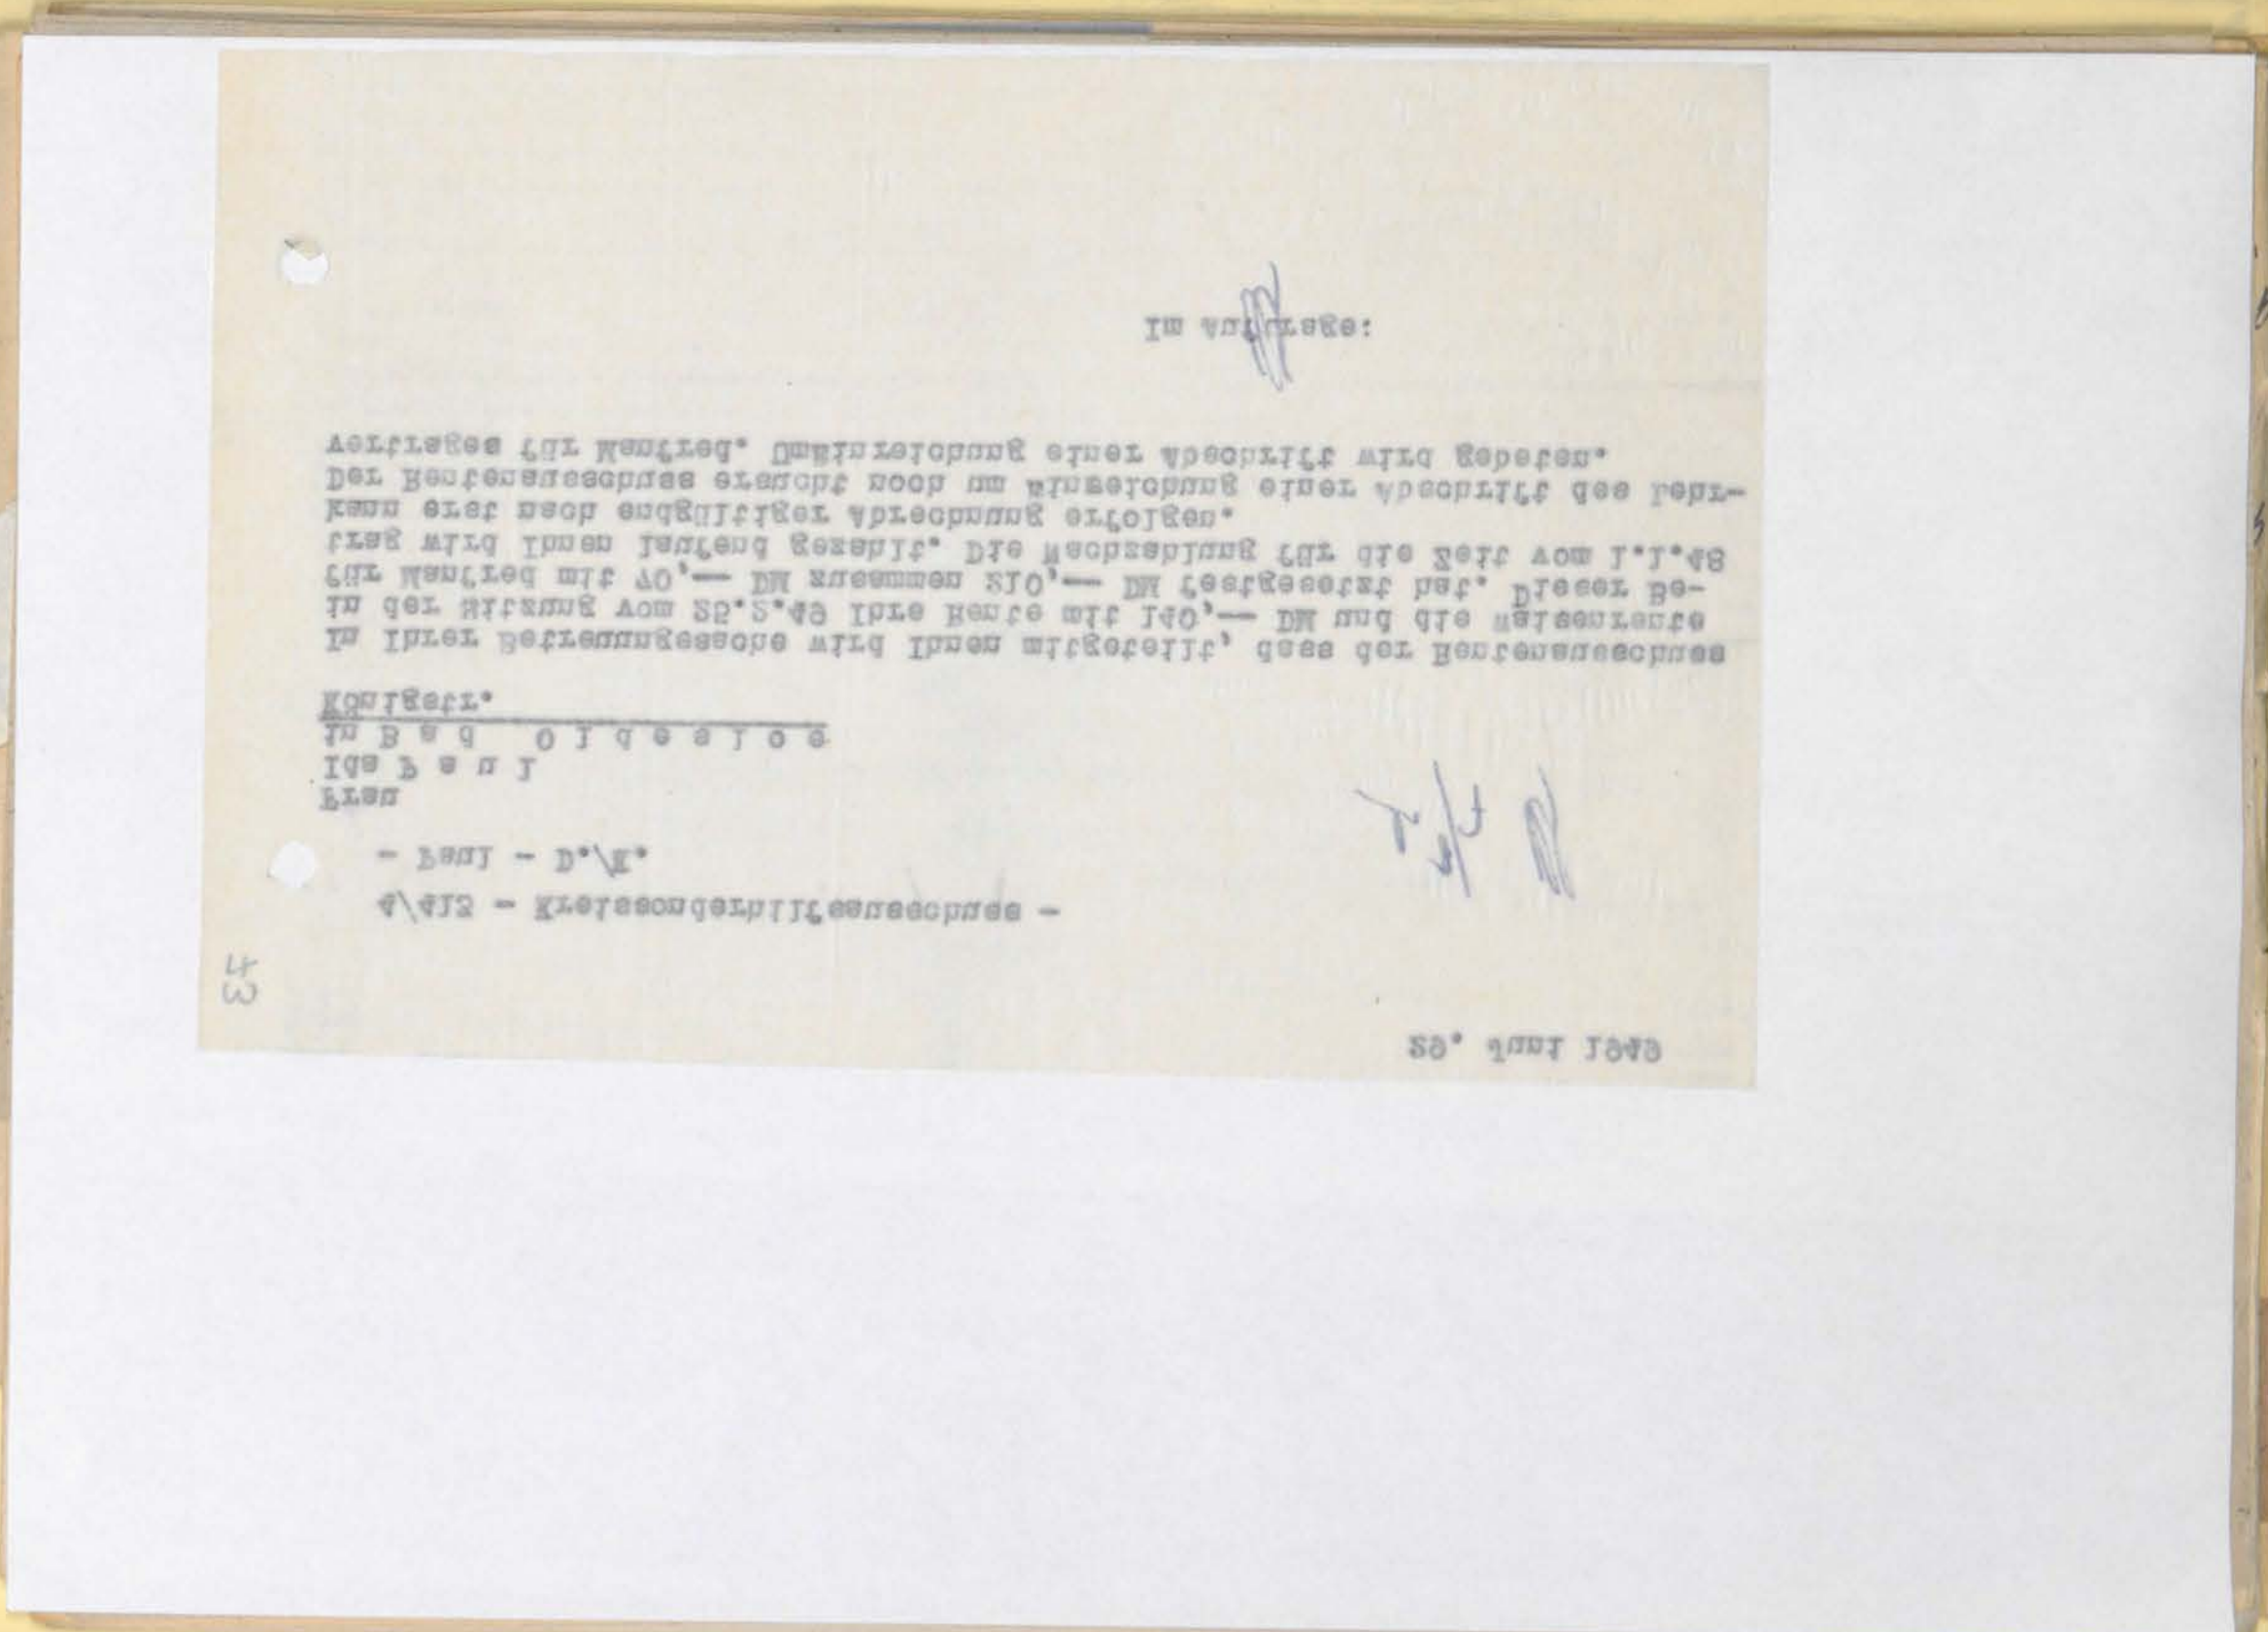 29. Juni 1949
43
4/413 - Kreissonderhilfsausschuss -
- Paul - D./K.
Frau
Ida P a u l
in B a d   O l d e s l o e
Königstr.
In Ihrer Betreuungssache wird Ihnen mitgeteilt, dass der Rentenausschuss
in der Sitzung vom 25.2.49 Ihre Rente mit 140,-- DM und die Waisenrente
für Manfred mit 70,-- DM zusammen 210,-- DM festgesetzt hat. Dieser Be-
trag wird Ihnen laufend gezahlt. Die Nachzahlung für die Zeit vom 1.1.48
kann erst nach endgültiger Abrechnung erfolgen.
Der Rentenausschuss ersucht noch um Einreichung einer Abschrift des Lehr-
vertrages für Manfred. Um Einreichung einer Abschrift wird gebeten.
Im Auftrage: